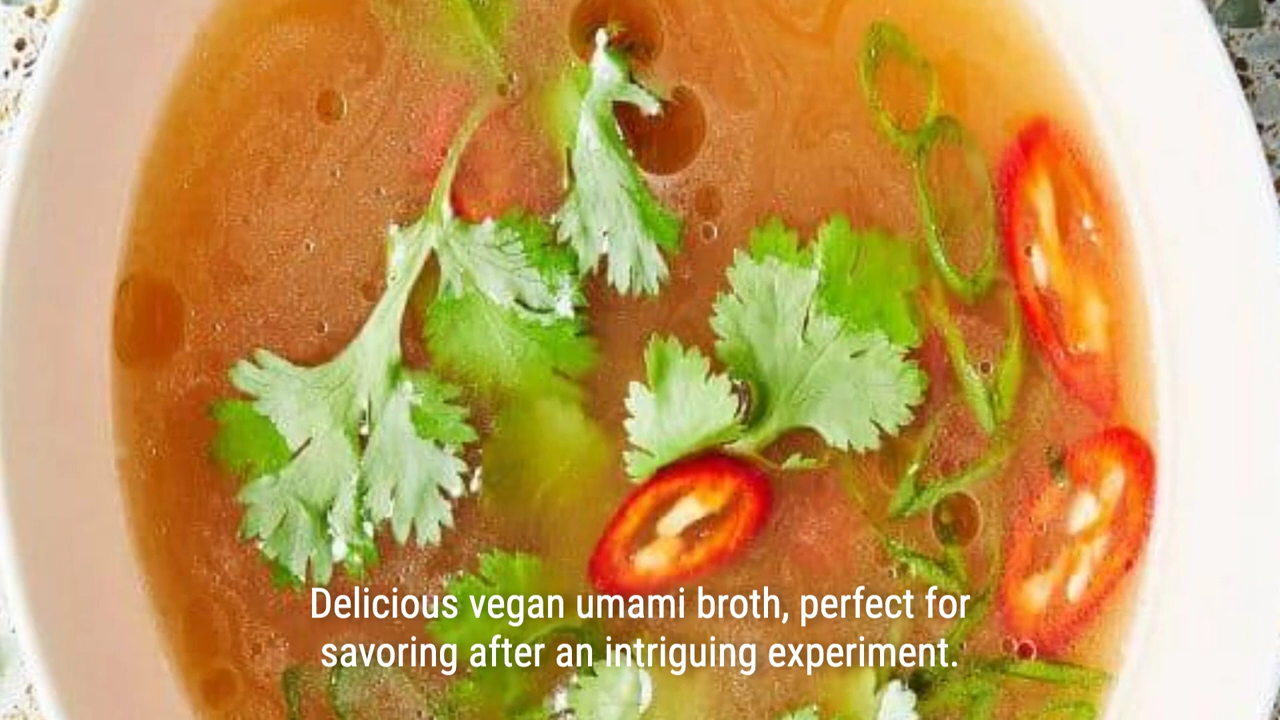 Delicious vegan umami broth, perfect for
savoring after an intriguing experiment.